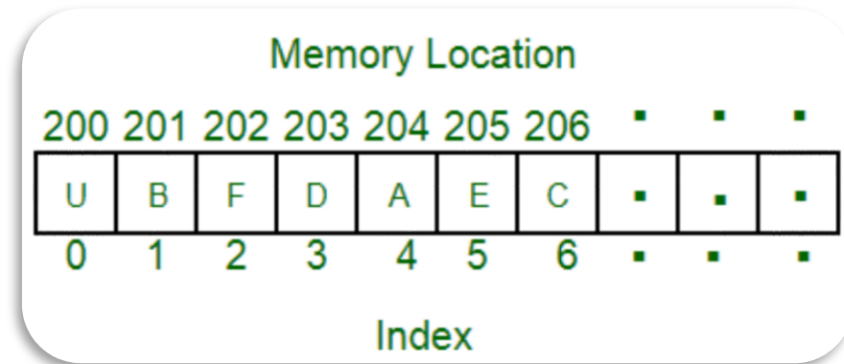 Memory Location
200 201 202 203 204 205 206 . . .
U B F D A E C . . .
0 1 2 3 4 5 6 . . .
Index